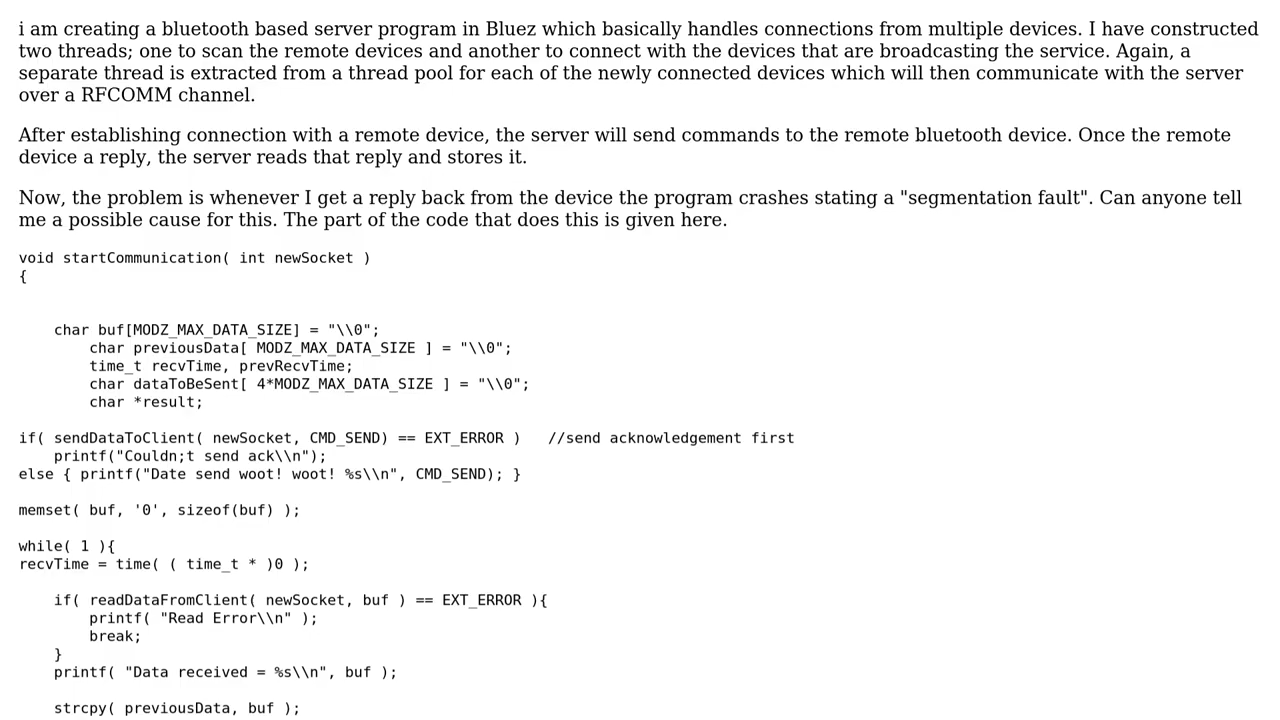 i am creating a bluetooth based server program in Bluez which basically handles connections from multiple devices. I have constructed
two threads; one to scan the remote devices and another to connect with the devices that are broadcasting the service. Again, a
separate thread is extracted from a thread pool for each of the newly connected devices which will then communicate with the server
over a RFCOMM channel.
After establishing connection with a remote device, the server will send commands to the remote bluetooth device. Once the remote
device a reply, the server reads that reply and stores it.
Now, the problem is whenever I get a reply back from the device the program crashes stating a "segmentation fault". Can anyone tell
me a possible cause for this. The part of the code that does this is given here.
void startCommunication( int newSocket )
{
    char buf[MODZ_MAX_DATA_SIZE] = "\\0";
        char previousData[ MODZ_MAX_DATA_SIZE ] = "\\0";
        time_t recvTime, prevRecvTime;
        char dataToBeSent[ 4*MODZ_MAX_DATA_SIZE ] = "\\0";
        char *result;
if( sendDataToClient( newSocket, CMD_SEND) == EXT_ERROR )   //send acknowledgement first
    printf("Couldn;t send ack\\n");
else { printf("Date send woot! woot! %s\\n", CMD_SEND); }
memset( buf, '0', sizeof(buf) );
while( 1 ){
recvTime = time( ( time_t * )0 );
    if( readDataFromClient( newSocket, buf ) == EXT_ERROR ){
        printf( "Read Error\\n" );
        break;
    }
    printf( "Data received = %s\\n", buf );
    strcpy( previousData, buf );